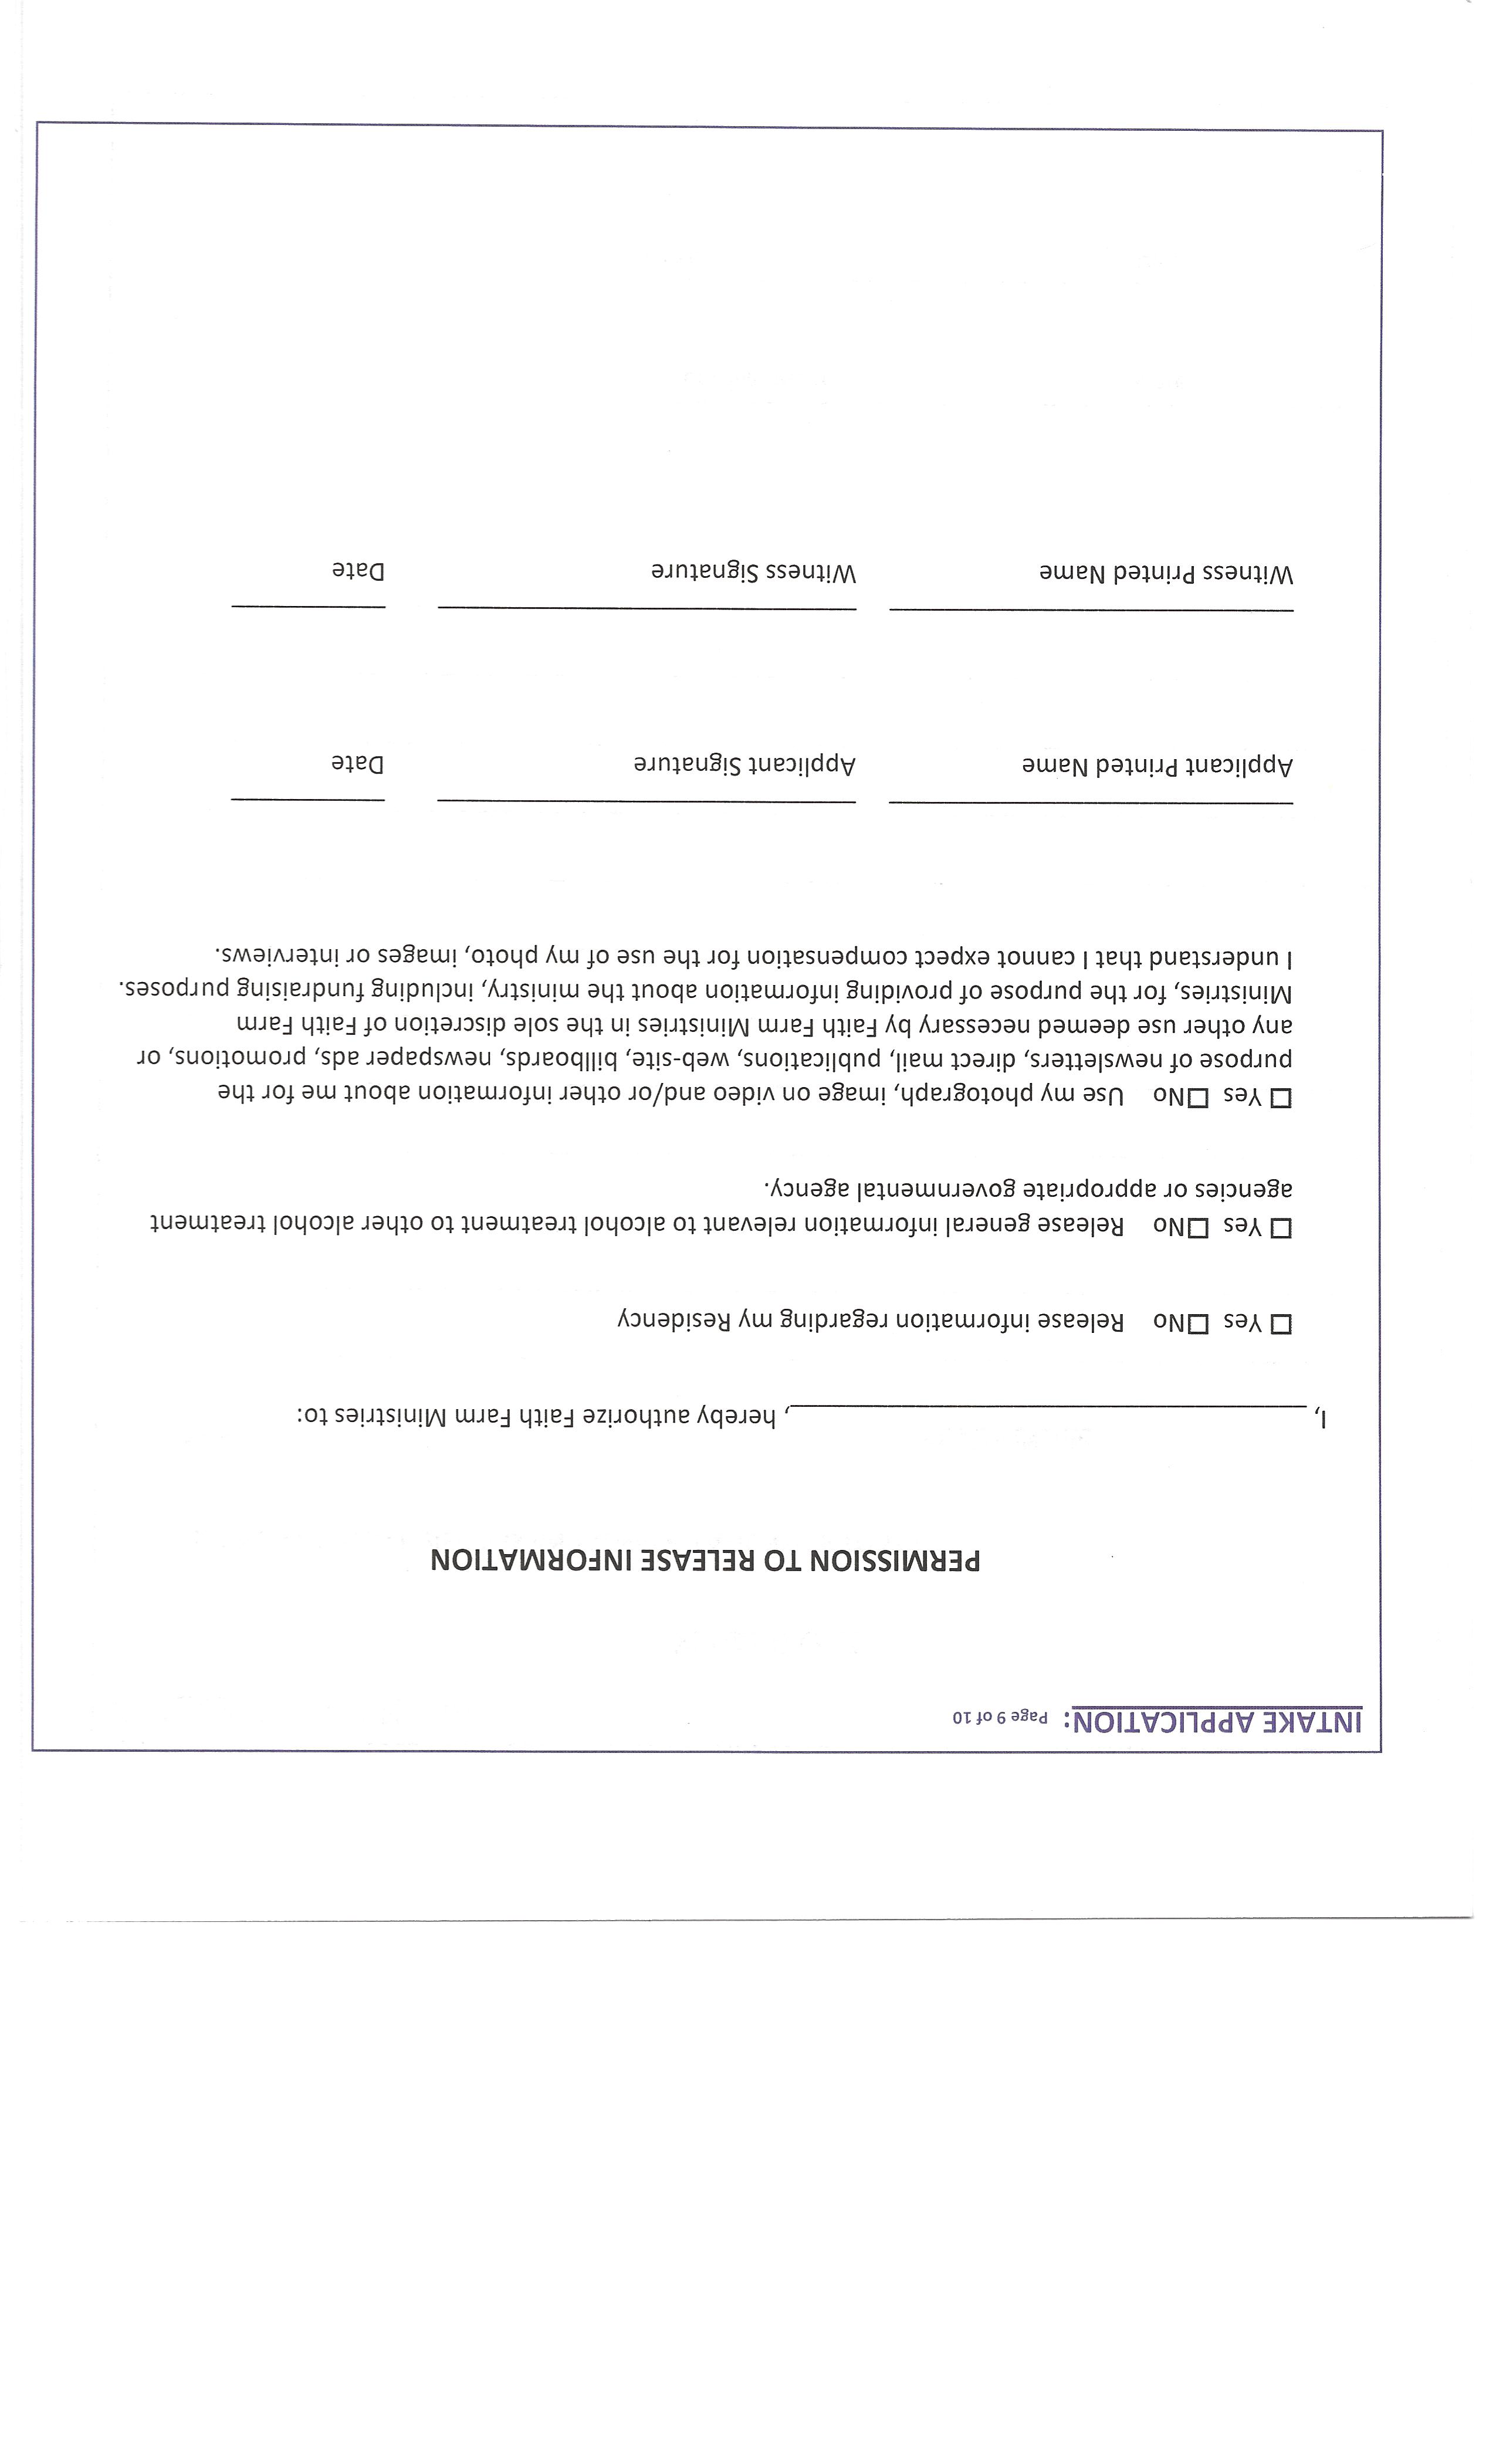 INTAKE APPLICATION: Page 9 of 10
PERMISSION TO RELEASE INFORMATION
I, ________________________________, hereby authorize Faith Farm Ministries to:
☐ Yes ☐No Release information regarding my Residency
☐ Yes ☐No Release general information relevant to alcohol treatment to other alcohol treatment
agencies or appropriate governmental agency.
☐ Yes ☐No Use my photograph, image on video and/or other information about me for the
purpose of newsletters, direct mail, publications, web-site, billboards, newspaper ads, promotions, or
any other use deemed necessary by Faith Farm Ministries in the sole discretion of Faith Farm
Ministries, for the purpose of providing information about the ministry, including fundraising purposes.
I understand that I cannot expect compensation for the use of my photo, images or interviews.
Applicant Printed Name Applicant Signature Date
Witness Printed Name Witness Signature Date